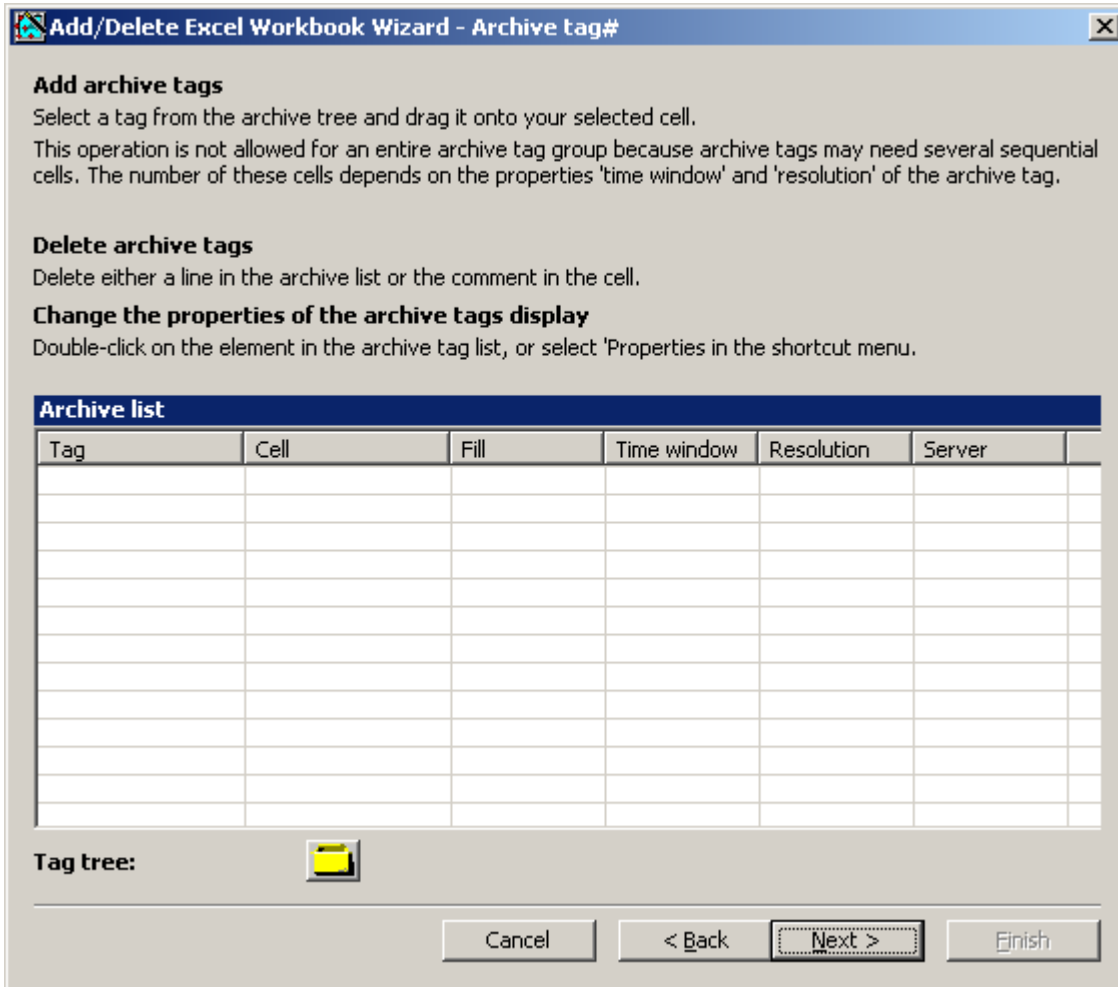 Add/Delete Excel Workbook Wizard - Archive tag#
Add archive tags
Select a tag from the archive tree and drag it onto your selected cell.
This operation is not allowed for an entire archive tag group because archive tags may need several sequential
cells. The number of these cells depends on the properties 'time window' and 'resolution' of the archive tag.
Delete archive tags
Delete either a line in the archive list or the comment in the cell.
Change the properties of the archive tags display
Double-click on the element in the archive tag list, or select 'Properties in the shortcut menu.
Archive list
Tag Cell Fill Time window Resolution Server
Tag tree:
Cancel < Back Next > Finish